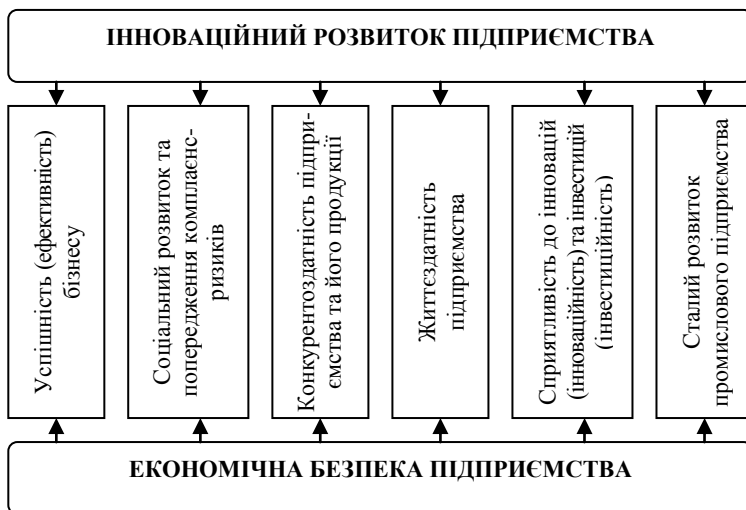 ІННОВАЦІЙНИЙ РОЗВИТОК ПІДПРИЄМСТВА
Успішність (ефективність)
бізнесу
Соціальний розвиток та
попередження комплаєнс-
ризиків
Конкурентоздатність підпри-
ємства та його продукції
Життєздатність
підприємства
Сприятливість до інновацій
(інноваційність) та інвестицій
(інвестиційність)
Сталий розвиток
промислового підприємства
ЕКОНОМІЧНА БЕЗПЕКА ПІДПРИЄМСТВА